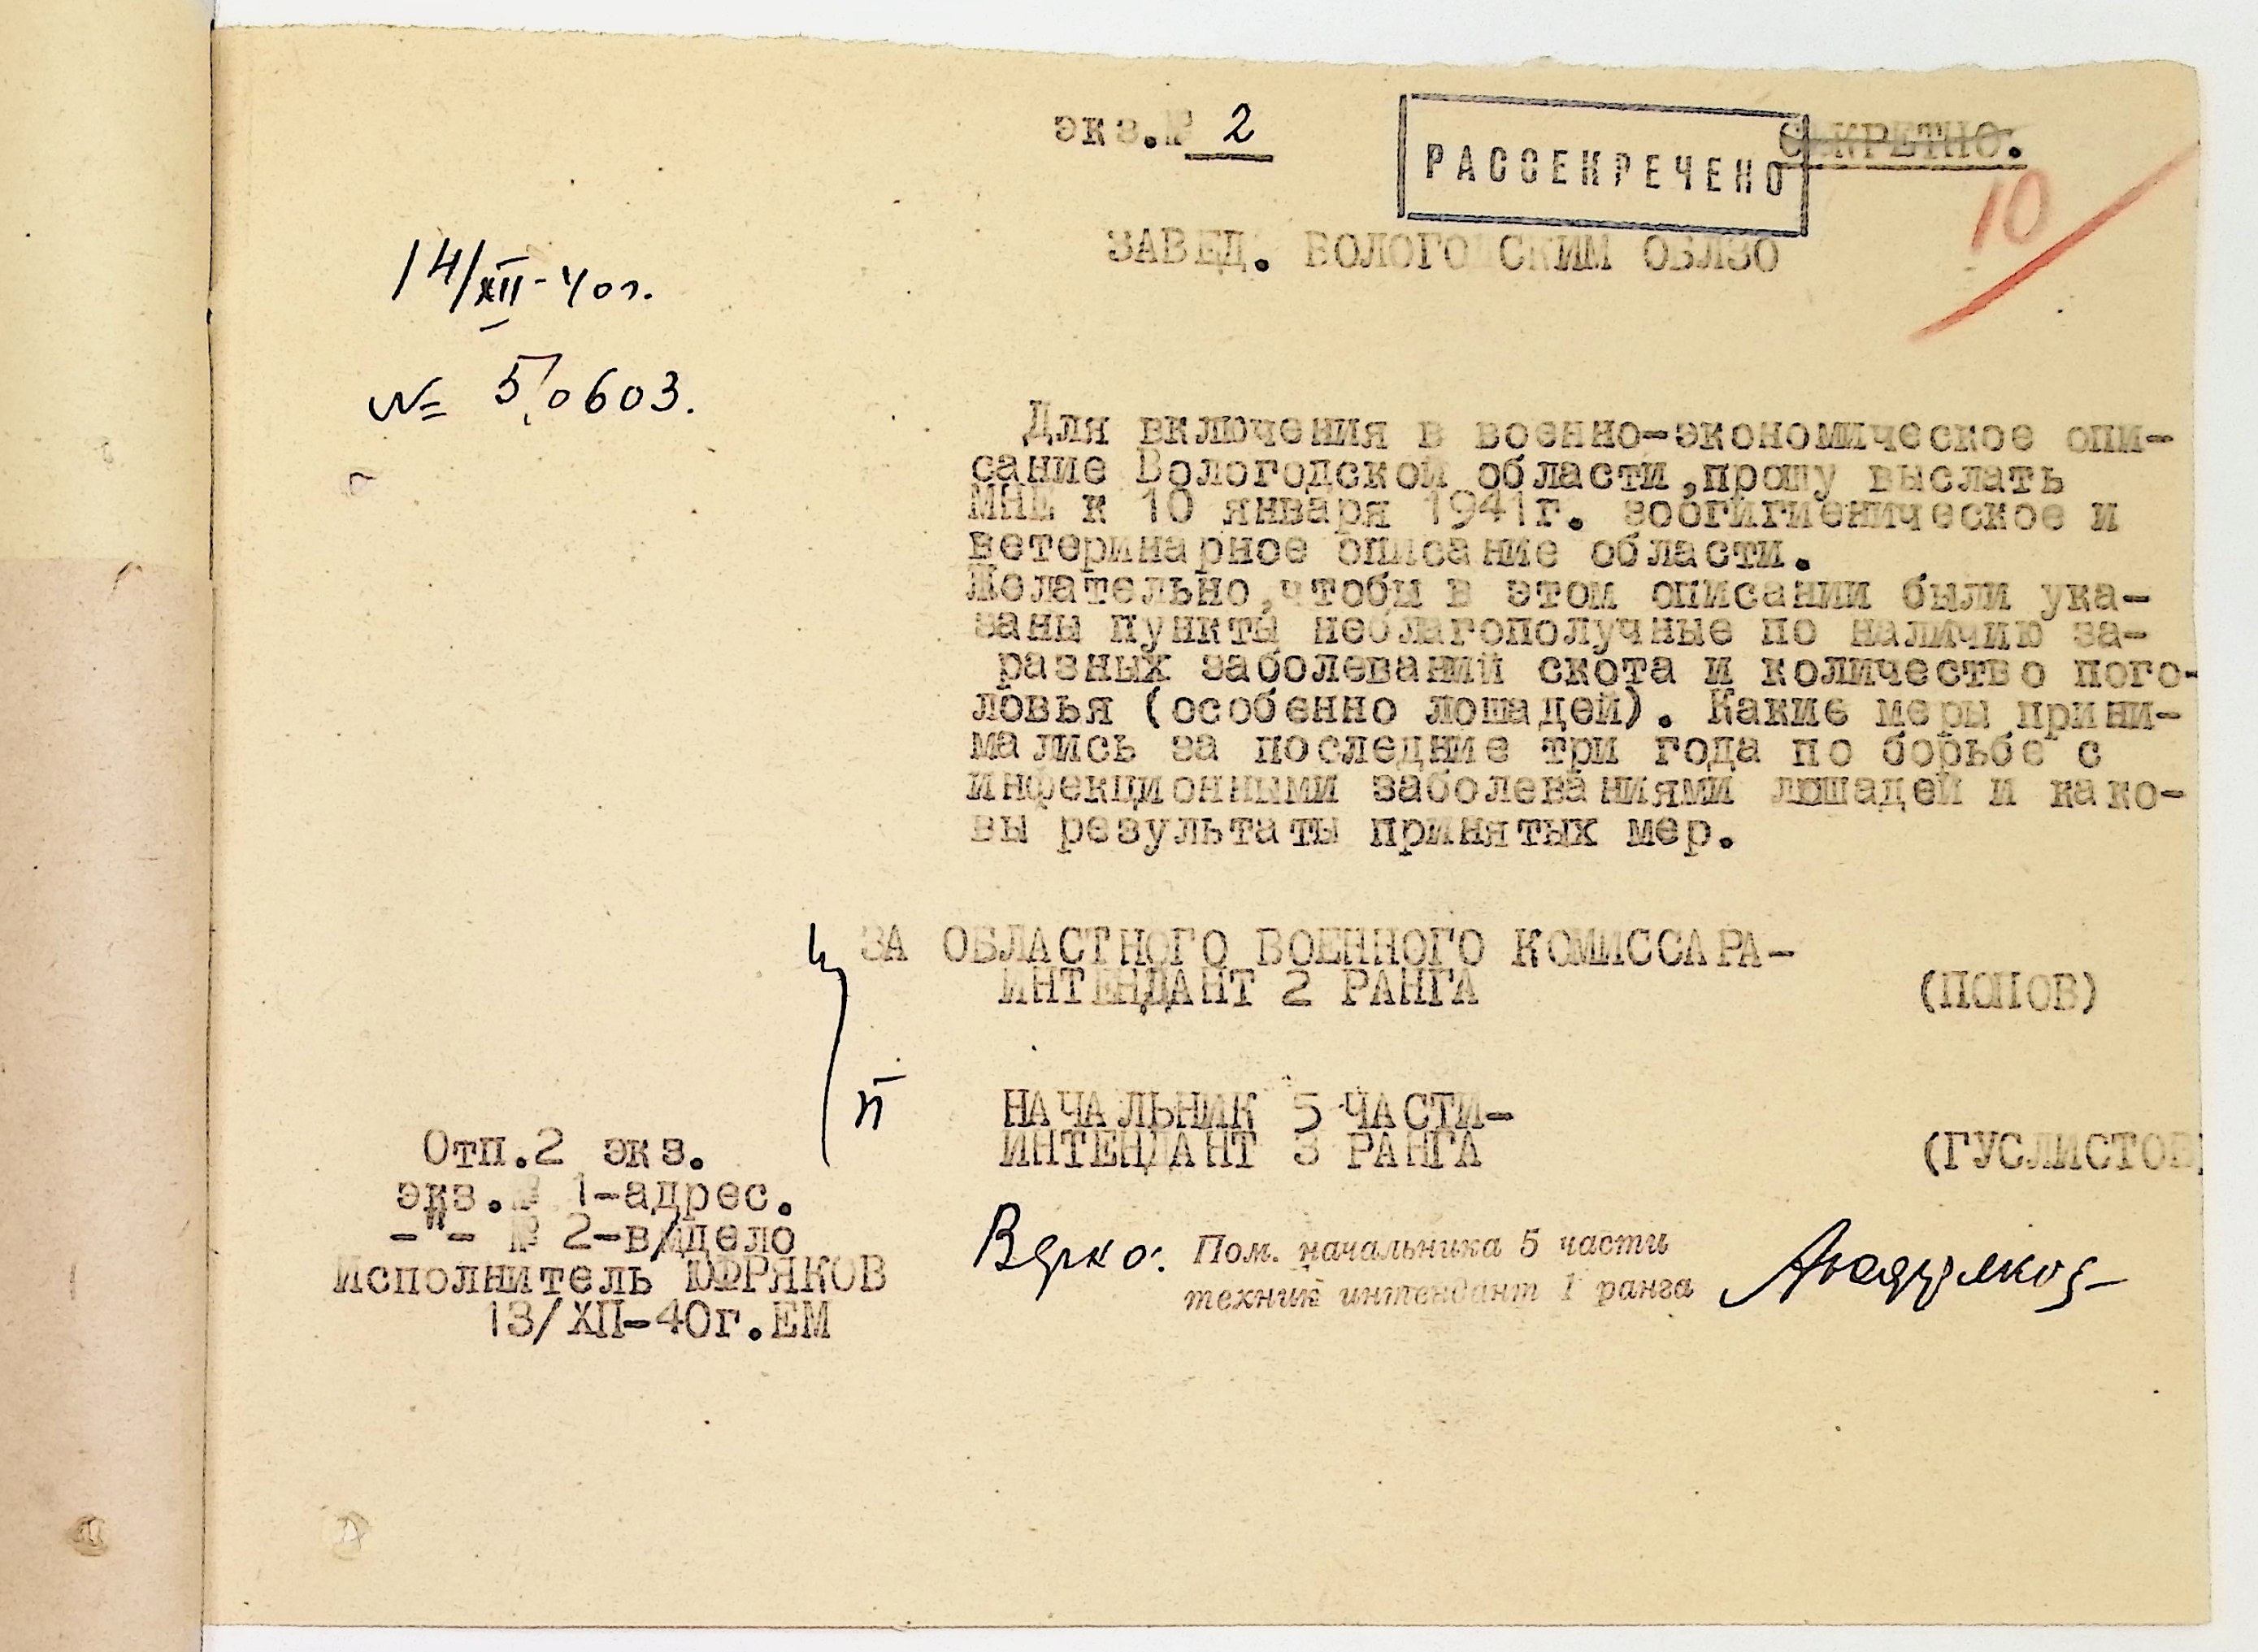 экз.№ 2
СЕКРЕТНО.
РАССЕКРЕЧЕНО
10
ЗАВЕД. ВОЛОГОДСКИМ ОБЛЗО
14/XII-40г.
№ 5/0603.
Для включения в военно-экономическое опи-
сание Вологодской области,прошу выслать
МНЕ к 10 января 1941г. зоогигиеническое и
ветеринарное описание области.
Желательно,чтобы в этом описании были ука-
заны пункты неблагополучные по наличию за-
разных заболеваний скота и количество пого-
ловья (особенно лошадей). Какие меры прини-
мались за последние три года по борьбе с
инфекционными заболеваниями лошадей и како-
вы результаты принятых мер.
ЗА ОБЛАСТНОГО ВОЕННОГО КОМИССАРА-
ИНТЕНДАНТ 2 РАНГА (ПОПОВ)
п НАЧАЛЬНИК 5 ЧАСТИ-
ИНТЕНДАНТ 3 РАНГА (ГУСЛИСТОВ)
Отп.2 экз.
экз.№ 1-адрес.
-"- № 2-в/дело
Исполнитель ЮФРЯКОВ
13/ХП-40г.ЕМ
Верно: Пом. начальника 5 части
техник интендант 1 ранга